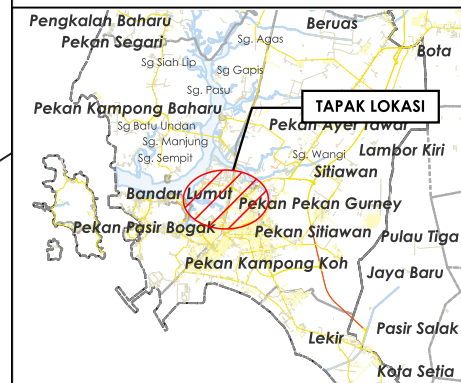 Pengkalah Baharu
Beruas
Pekan Segari
Sg. Agas
Bota
Sg Siah Lip
Sg Gapis
Sg. Pasu
Pekan Kampong Baharu
TAPAK LOKASI
Sg Batu Undan
Pekan Ayer Tawar
Sg. Manjung
Lambor Kiri
Sg. Sempit
Sg. Wangi
Sitiawan
Bandar Lumut
Pekan Pekan Gurney
Pekan Pasir Bogak
Pekan Sitiawan
Pulau Tiga
Pekan Kampong Koh
Jaya Baru
Pasir Salak
Lekir
Kota Setia